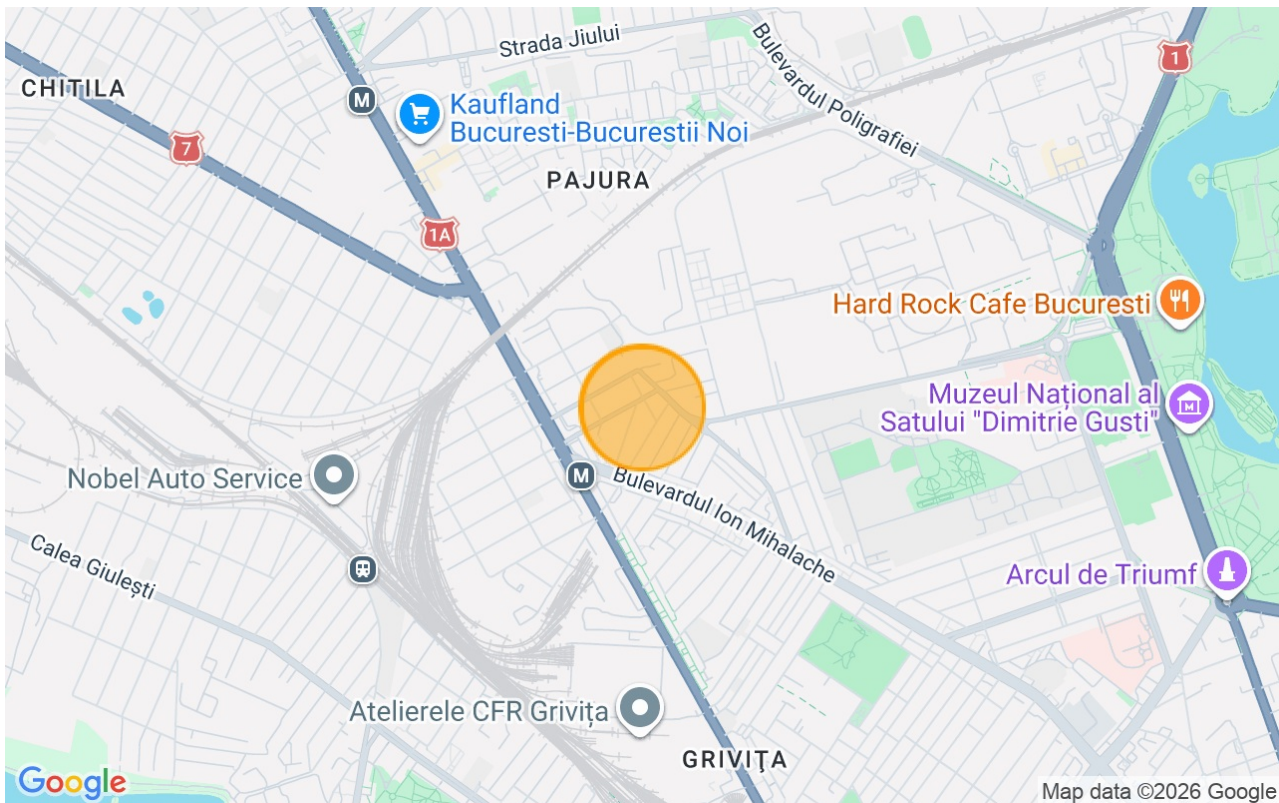 Strada Jiului
Bulevardul Poligrafiei
1
CHITILA
M
Kaufland
Bucuresti-Bucurestii Noi
7
PAJURA
1A
Hard Rock Cafe Bucuresti
Muzeul Național al
Satului "Dimitrie Gusti"
M
Nobel Auto Service
M
Bulevardul Ion Mihalache
Calea Giulești
Arcul de Triumf
Atelierele CFR Grivița
GRIVIŢA
Google
Map data ©2026 Google